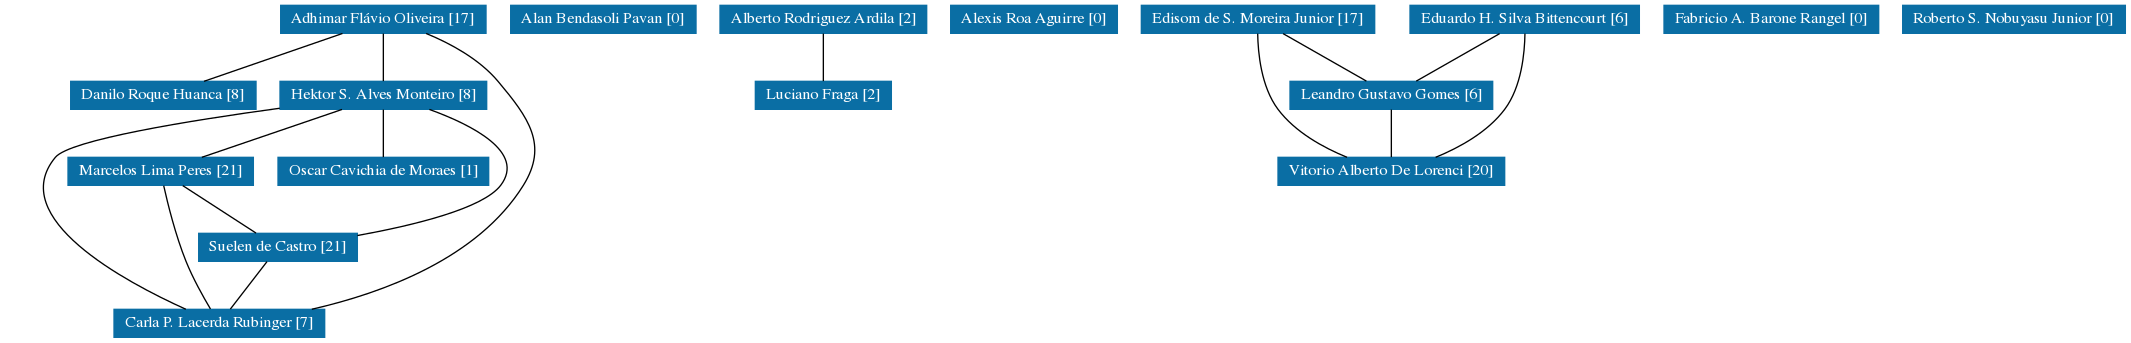 Adhimar Flávio Oliveira [17]
Alan Bendasoli Pavan [0]
Alberto Rodriguez Ardila [2]
Alexis Roa Aguirre [0]
Edisom de S. Moreira Junior [17]
Eduardo H. Silva Bittencourt [6]
Fabricio A. Barone Rangel [0]
Roberto S. Nobuyasu Junior [0]
Danilo Roque Huanca [8]
Hektor S. Alves Monteiro [8]
Luciano Fraga [2]
Leandro Gustavo Gomes [6]
Marcelos Lima Peres [21]
Oscar Cavichia de Moraes [1]
Vitorio Alberto De Lorenci [20]
Suelen de Castro [21]
Carla P. Lacerda Rubinger [7]